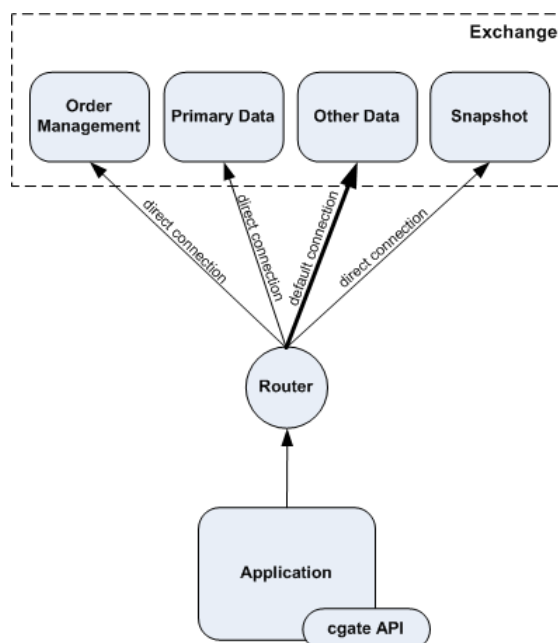 Exchange
Order
Management
Primary Data
Other Data
Snapshot
direct connection
direct connection
default connection
direct connection
Router
Application
cgate API